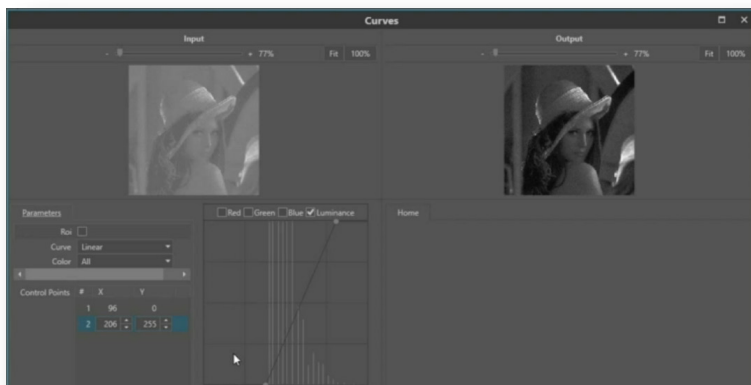 Curves
Input
Output
- + 77% Fit 100%
- + 77% Fit 100%
Parameters
Red Green Blue Luminance
Home
Roi
Curve Linear
Color All
Control Points # X Y
1 96 0
2 206 255